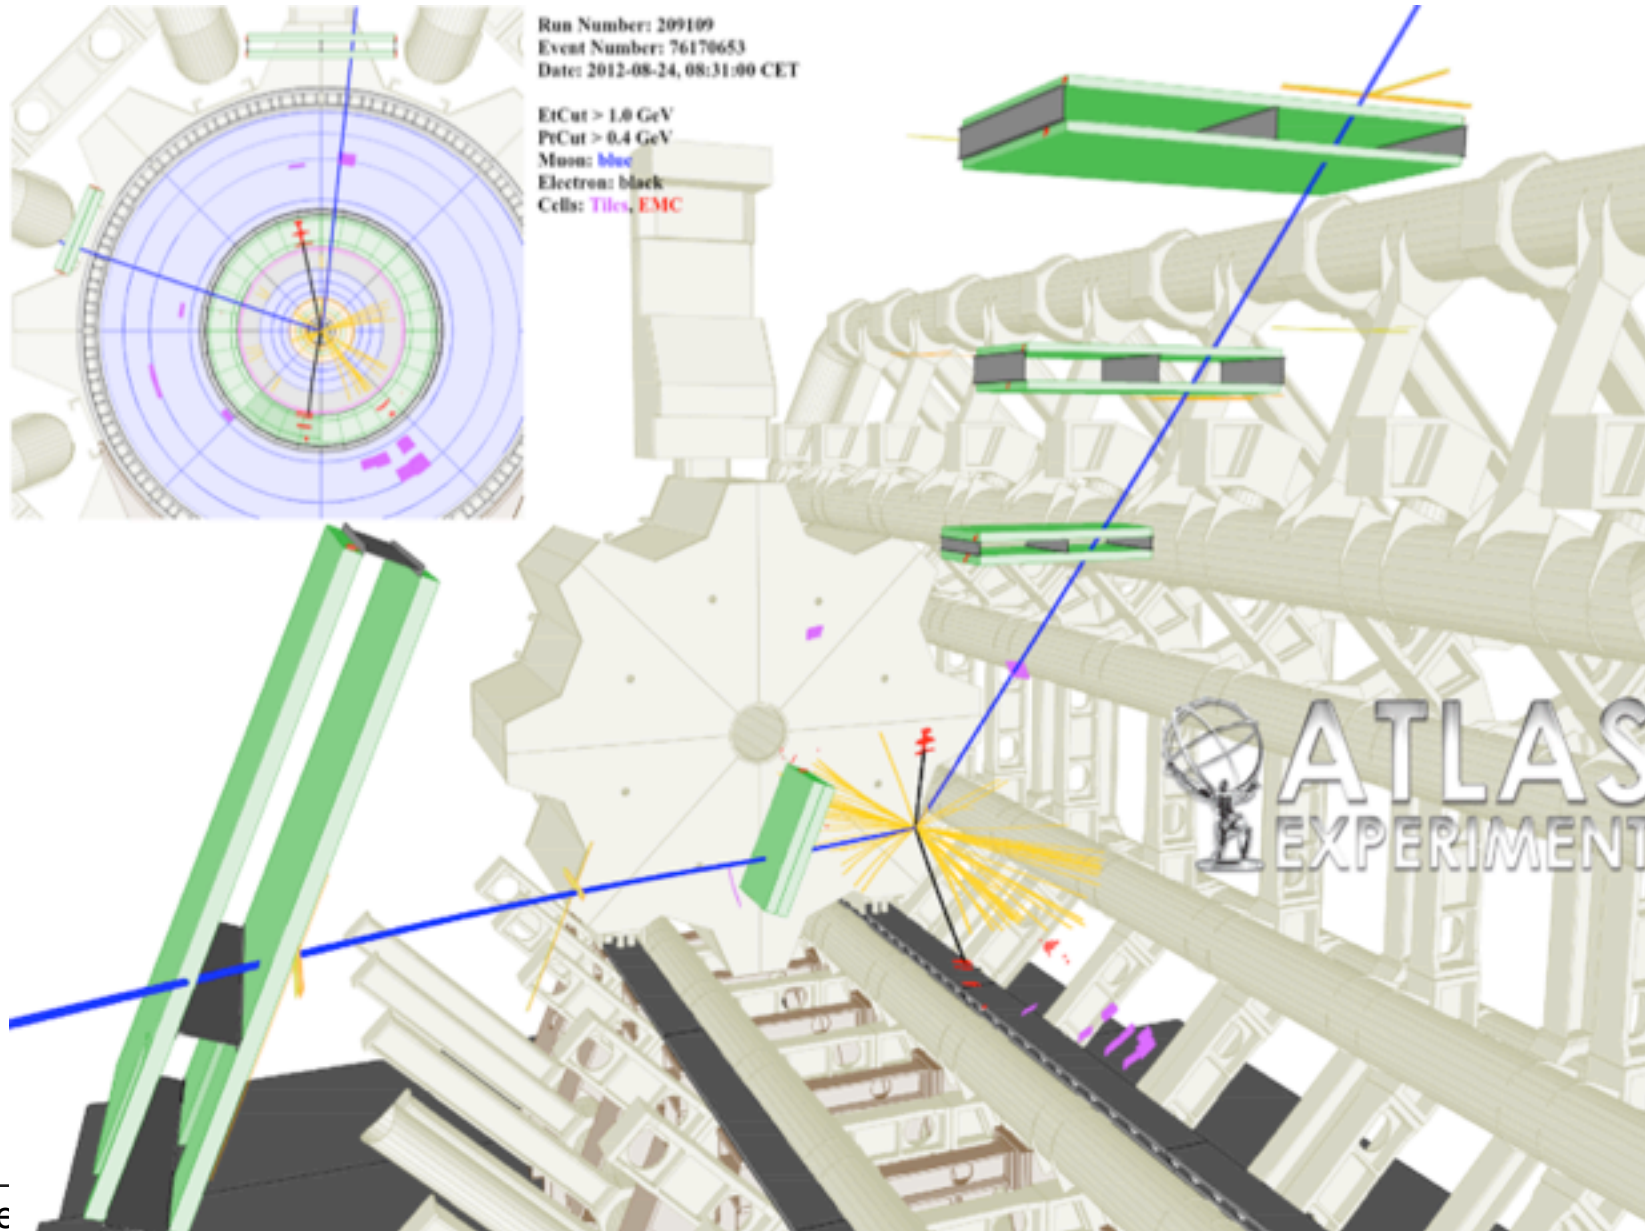 Run Number: 209109
Event Number: 76170653
Date: 2012-08-24, 08:31:00 CET
EtCut > 1.0 GeV
PtCut > 0.4 GeV
Muon: blue
Electron: black
Cells: Tiles, EMC
ATLAS
EXPERIMENT
e